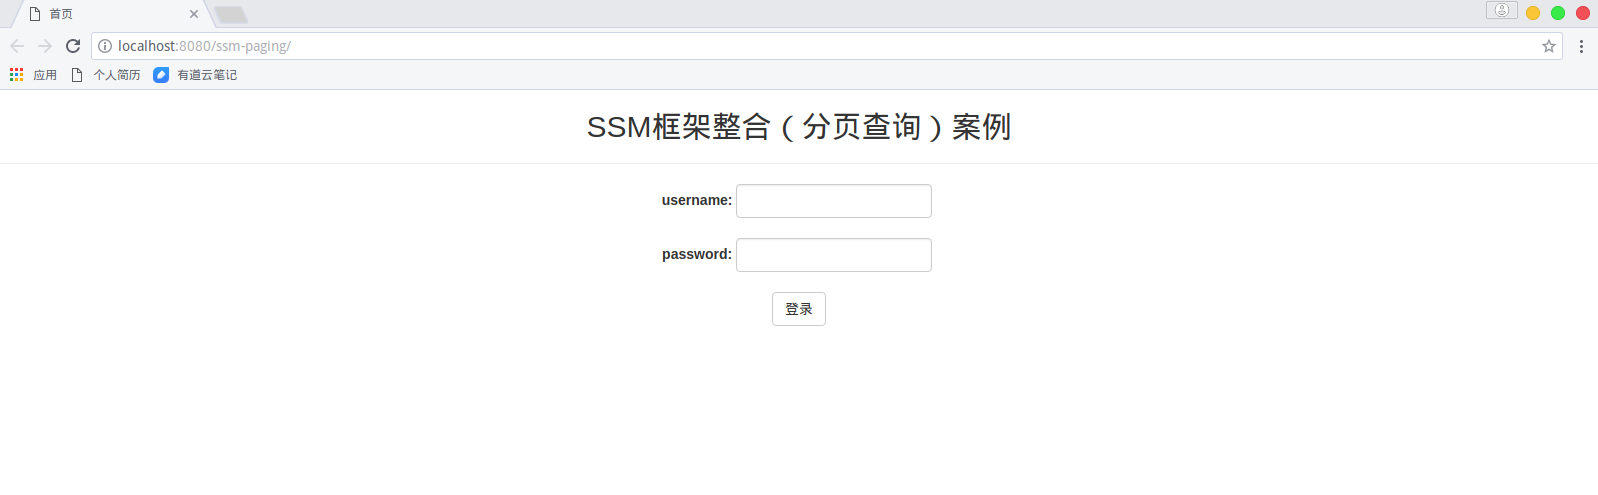 首页
localhost:8080/ssm-paging/
应用 个人简历 有道云笔记
SSM框架整合（分页查询）案例
username:
password:
登录